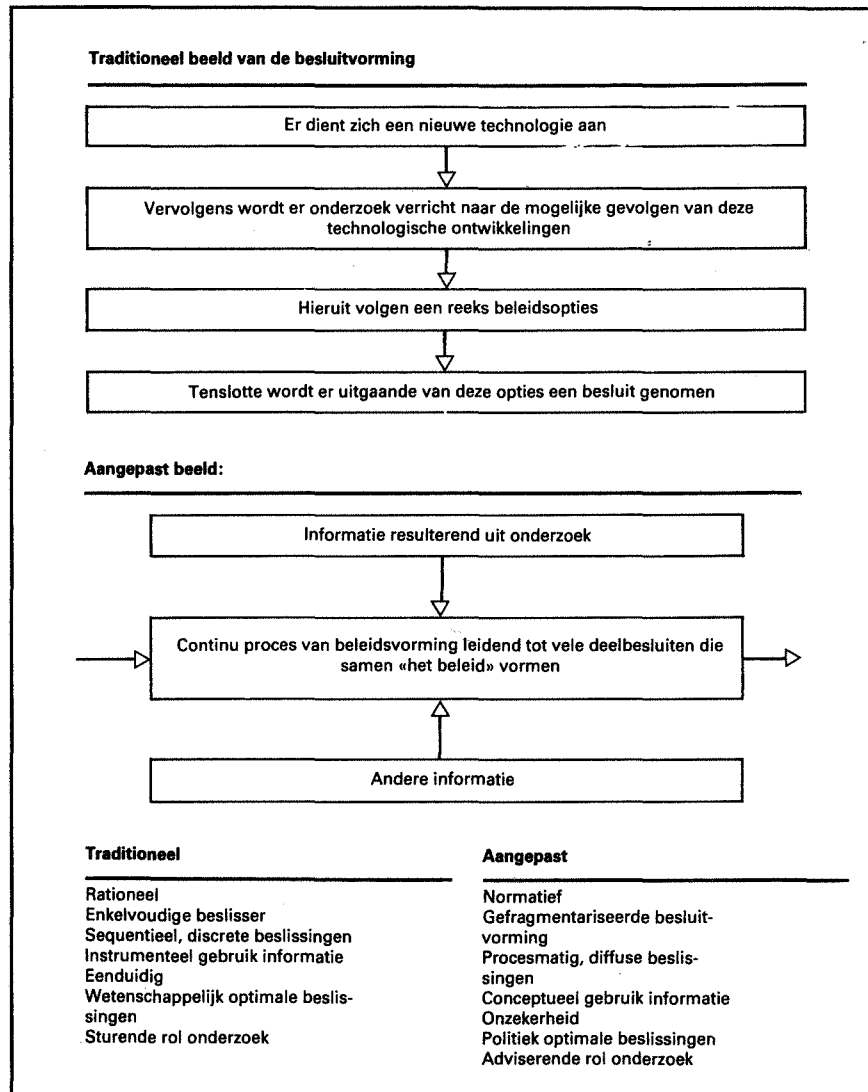 Traditioneel beeld van de besluitvorming
Er dient zich een nieuwe technologie aan
Vervolgens wordt er onderzoek verricht naar de mogelijke gevolgen van deze
technologische ontwikkelingen
Hieruit volgen een reeks beleidsopties
Tenslotte wordt er uitgaande van deze opties een besluit genomen
Aangepast beeld:
Informatie resulterend uit onderzoek
Continu proces van beleidsvorming leidend tot vele deelbesluiten die
samen «het beleid» vormen
Andere informatie
Traditioneel
Rationeel
Enkelvoudige beslisser
Sequentieel, discrete beslissingen
Instrumenteel gebruik informatie
Eenduidig
Wetenschappelijk optimale beslis-
singen
Sturende rol onderzoek
Aangepast
Normatief
Gefragmentariseerde besluit-
vorming
Procesmatig, diffuse beslis-
singen
Conceptueel gebruik informatie
Onzekerheid
Politiek optimale beslissingen
Adviserende rol onderzoek